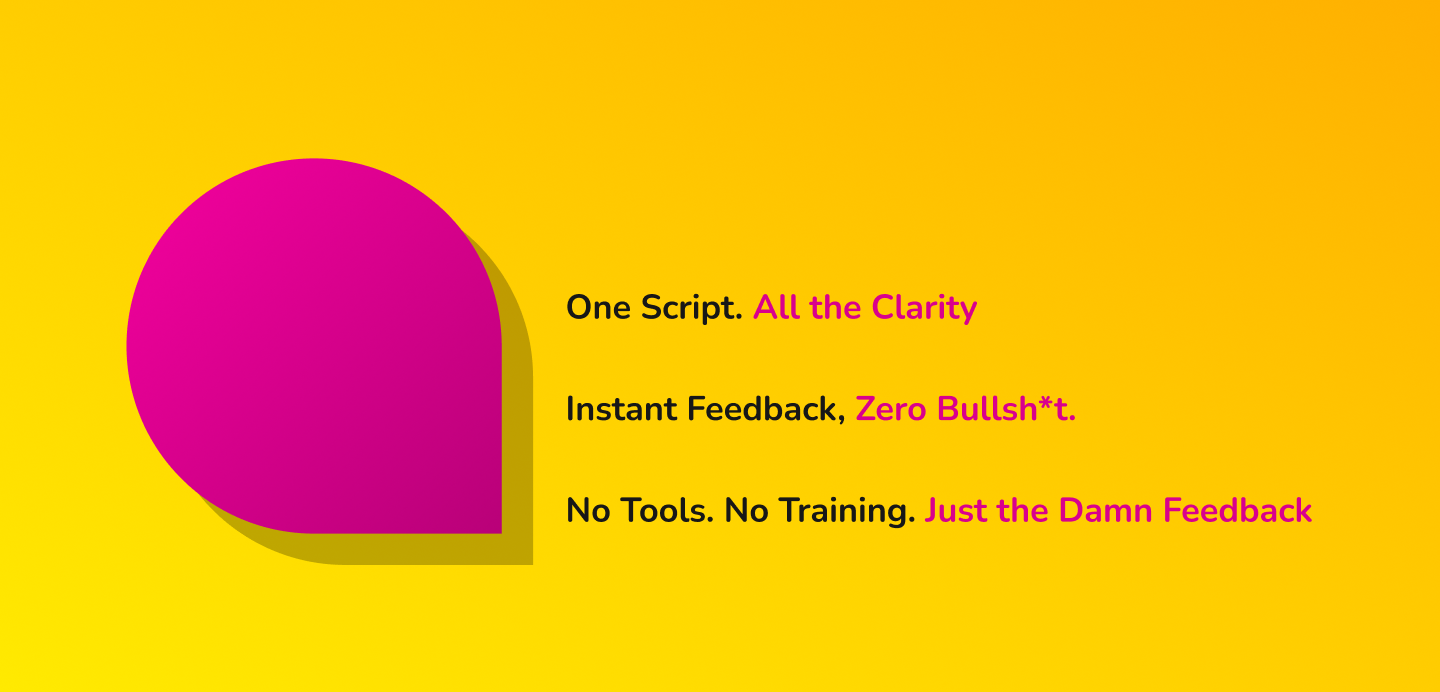 One Script. All the Clarity
Instant Feedback, Zero Bullsh*t.
No Tools. No Training. Just the Damn Feedback